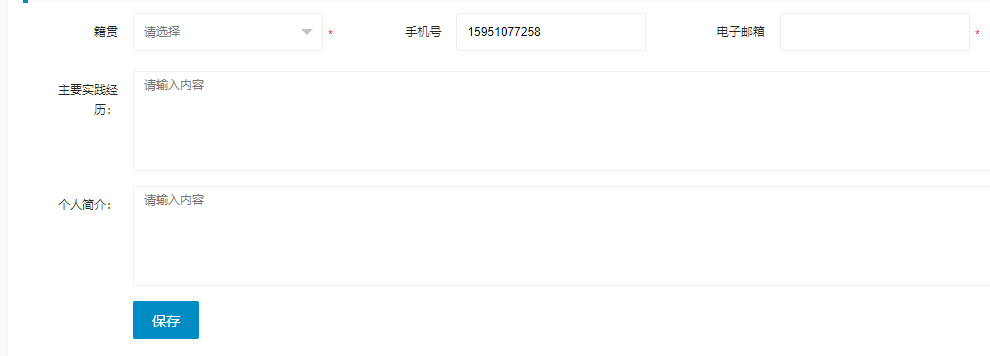 籍贯 请选择 * 手机号 15951077258 电子邮箱 *
主要实践经
历：
请输入内容
个人简介：
请输入内容
保存